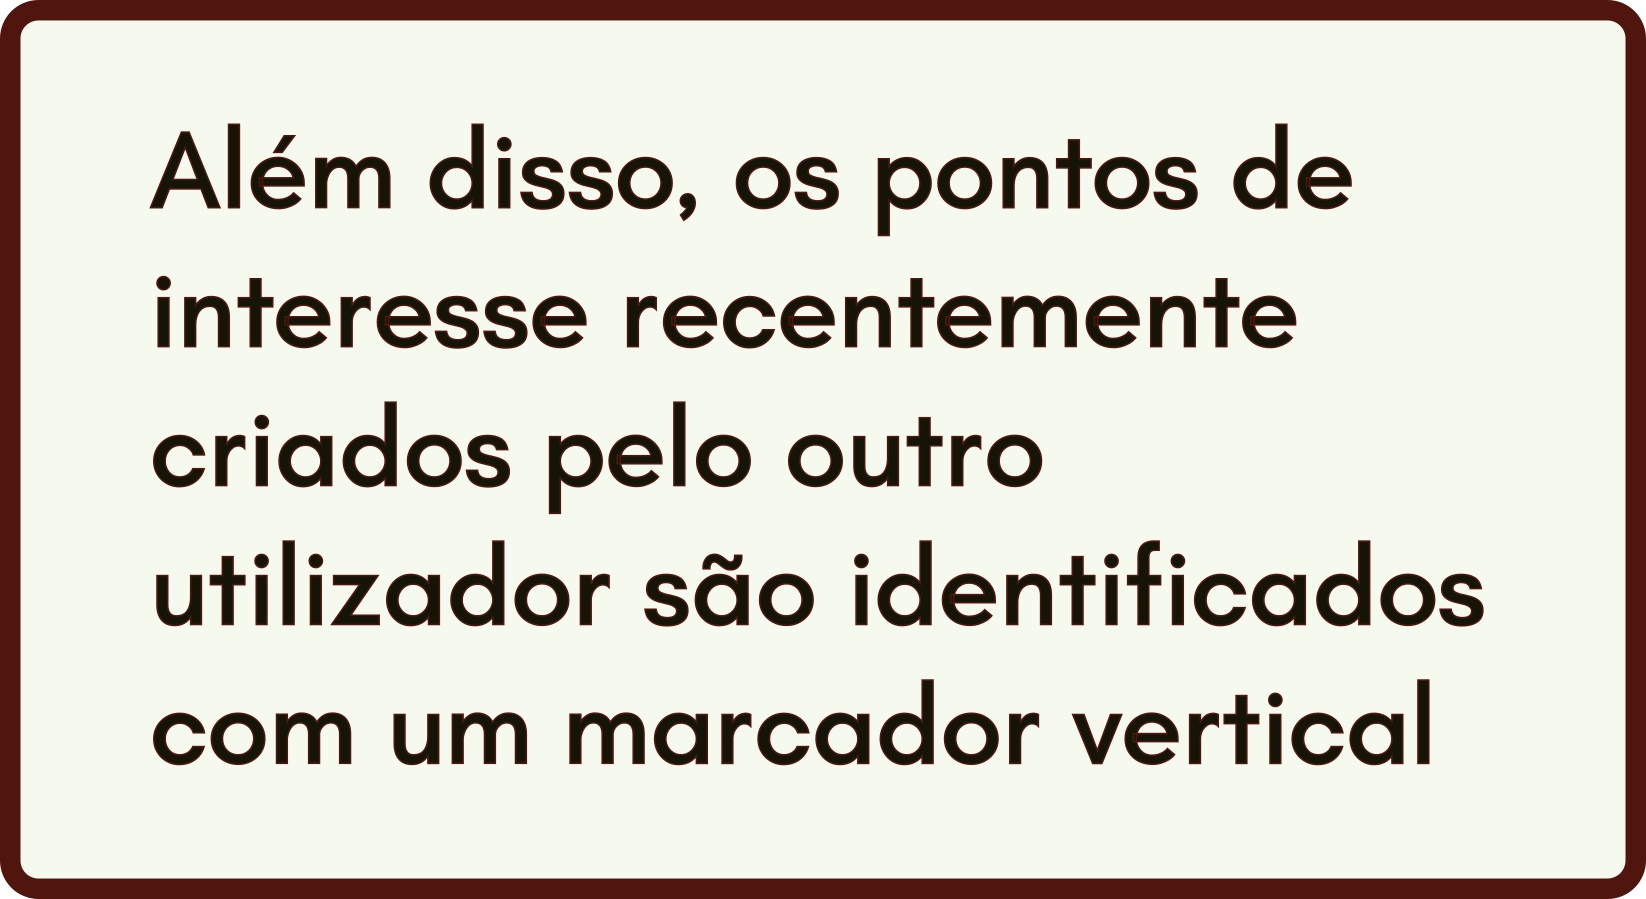 Além disso, os pontos de
interesse recentemente
criados pelo outro
utilizador são identificados
com um marcador vertical